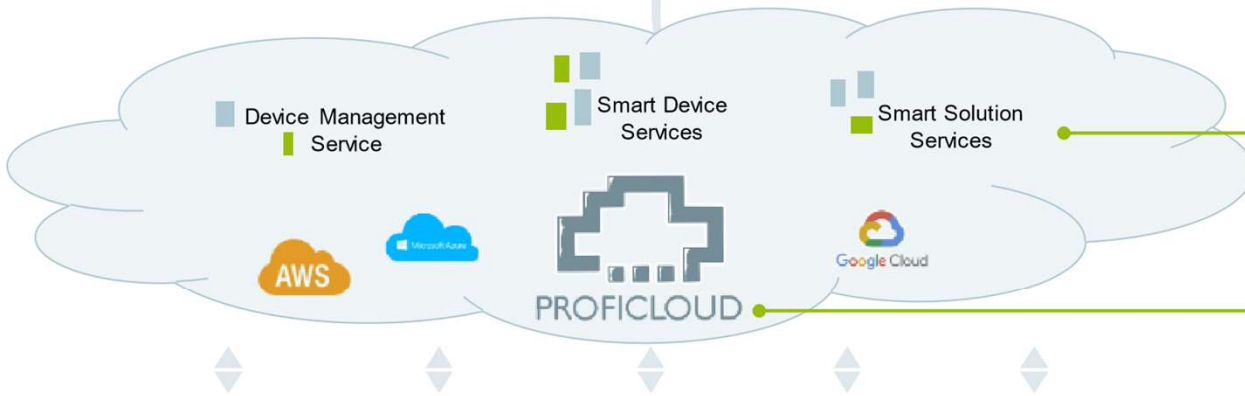 Device Management
Service
Smart Device
Services
Smart Solution
Services
AWS
Microsoft Azure
Google Cloud
PROFICLOUD